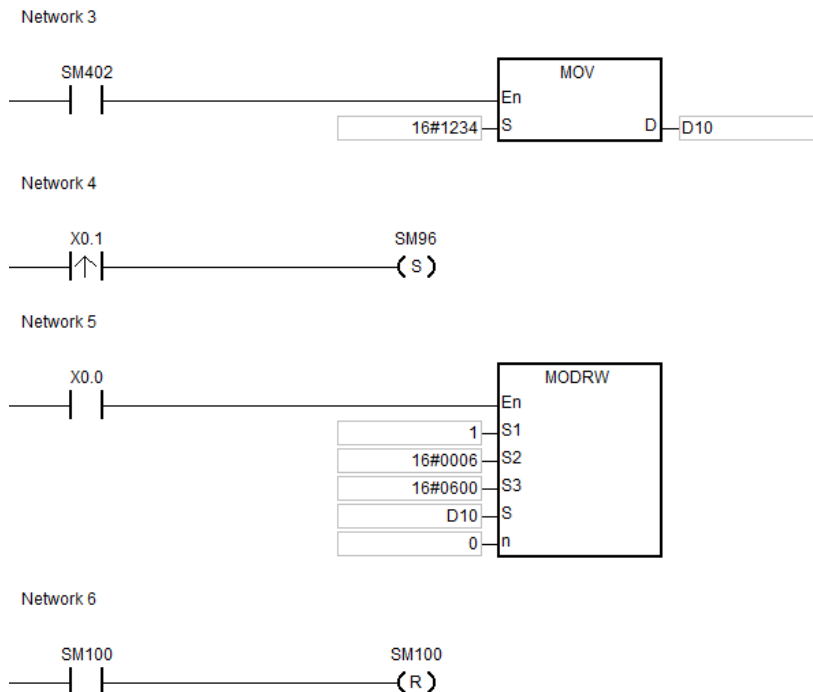 Network 3
SM402
MOV
En
16#1234 S D D10
Network 4
X0.1 SM96
S
Network 5
X0.0
MODRW
En
1 S1
16#0006 S2
16#0600 S3
D10 S
0 n
Network 6
SM100 SM100
R